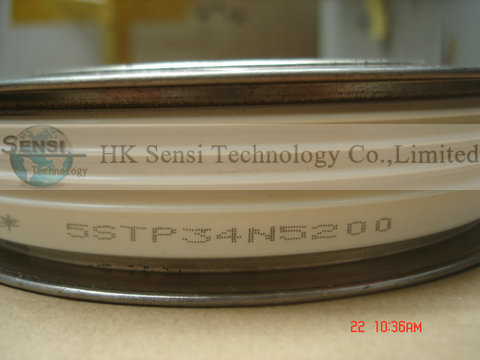 SENSI
Technology
HK Sensi Technology Co.,Limited
5STP34N5200
22 10:36AM